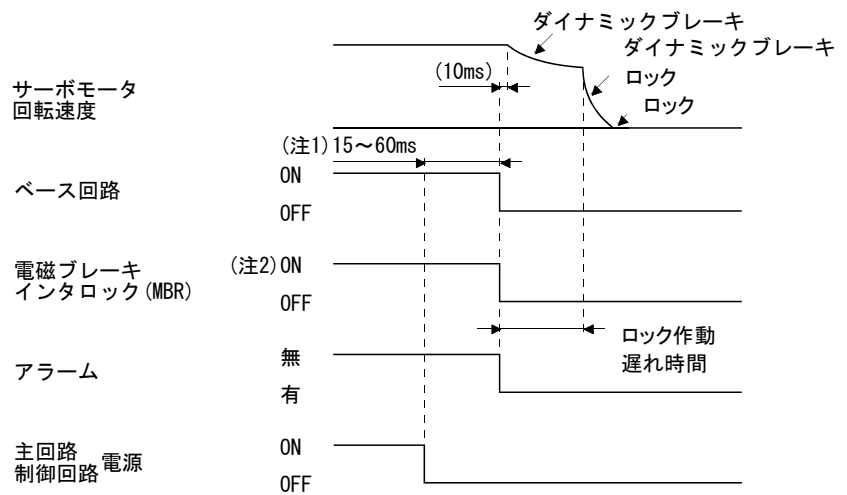 ダイナミックブレーキ
ダイナミックブレーキ
ロック
ロック
(10ms)
サーボモータ
回転速度
(注1)15～60ms
ベース回路
ON
OFF
電磁ブレーキ
インタロック(MBR)
(注2)ON
OFF
ロック作動
遅れ時間
アラーム
無
有
主回路
制御回路
電源
ON
OFF